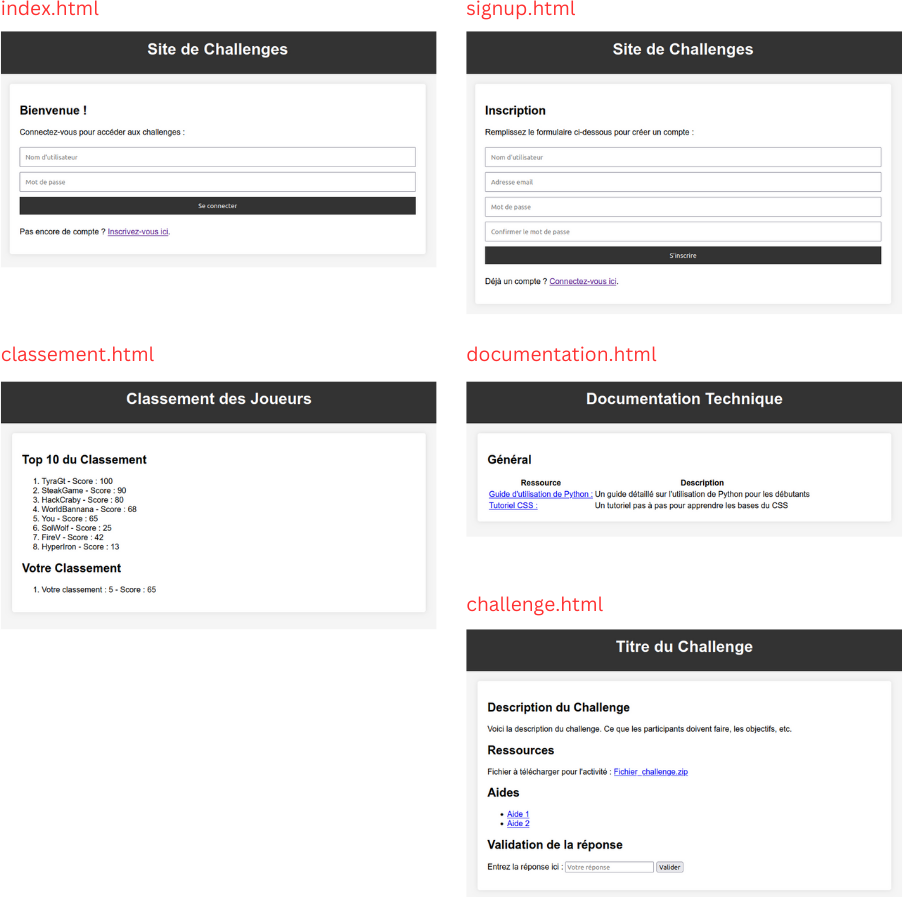 index.html
Site de Challenges
Bienvenue !
Connectez-vous pour accéder aux challenges :
Nom d'utilisateur
Mot de passe
Se connecter
Pas encore de compte ? Inscrivez-vous ici.
signup.html
Site de Challenges
Inscription
Remplissez le formulaire ci-dessous pour créer un compte :
Nom d'utilisateur
Adresse email
Mot de passe
Confirmer le mot de passe
S'inscrire
Déjà un compte ? Connectez-vous ici.
classement.html
Classement des Joueurs
Top 10 du Classement
1. TyraGt - Score : 100
2. SteakGame - Score : 90
3. HackCraby - Score : 80
4. WorldBannana - Score : 68
5. You - Score : 65
6. SolWolf - Score : 25
7. FireV - Score : 42
8. HyperIron - Score : 13
Votre Classement
1. Votre classement : 5 - Score : 65
documentation.html
Documentation Technique
Général
Ressource Description
Guide d'utilisation de Python : Un guide détaillé sur l'utilisation de Python pour les débutants
Tutoriel CSS : Un tutoriel pas à pas pour apprendre les bases du CSS
challenge.html
Titre du Challenge
Description du Challenge
Voici la description du challenge. Ce que les participants doivent faire, les objectifs, etc.
Ressources
Fichier à télécharger pour l'activité : Fichier_challenge.zip
Aides
• Aide 1
• Aide 2
Validation de la réponse
Entrez la réponse ici : Votre réponse Valider